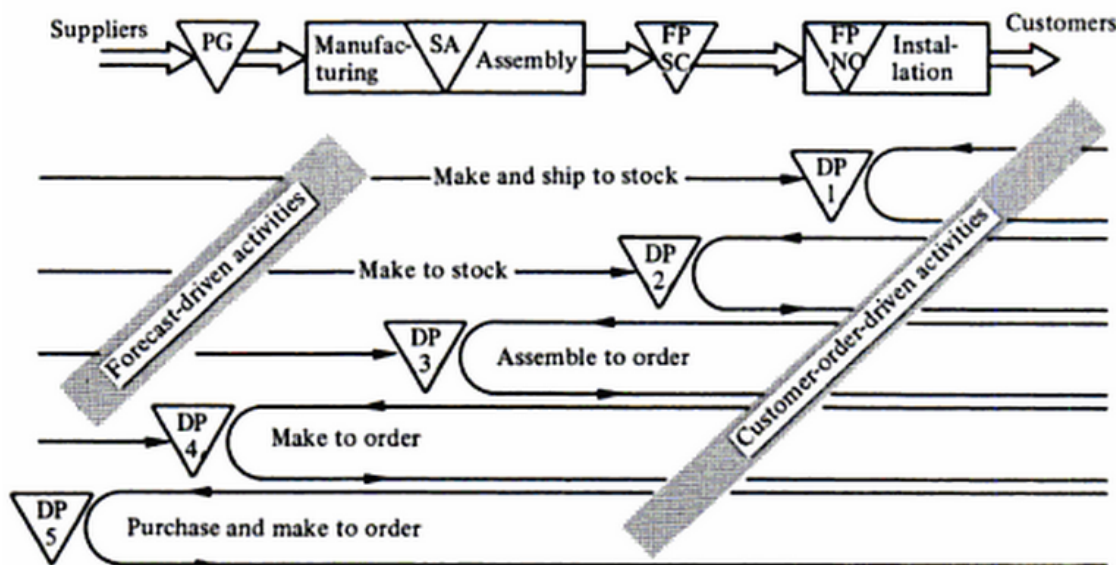 Suppliers
Customers
PG
Manufac-
turing
SA
Assembly
FP
SC
FP
NO
Instal-
lation
Make and ship to stock
DP
1
Make to stock
DP
2
DP
3
Assemble to order
DP
4
Make to order
DP
5
Purchase and make to order
Forecast-driven activities
Customer-order-driven activities